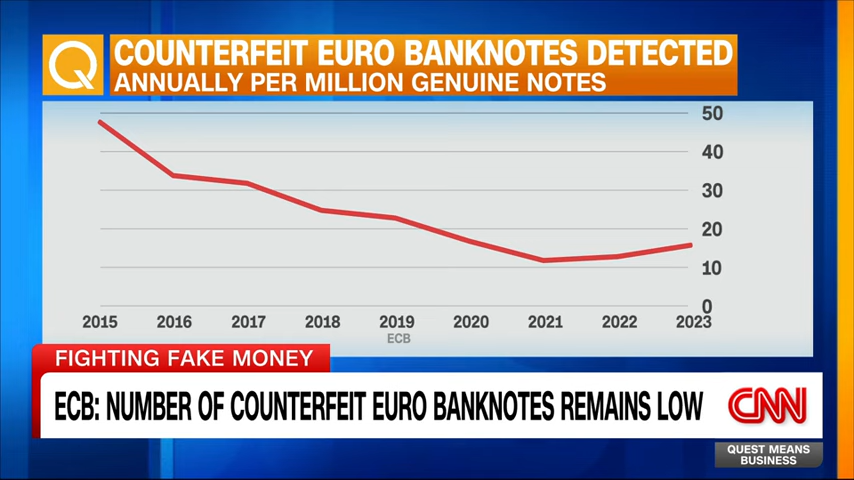 Q
COUNTERFEIT EURO BANKNOTES DETECTED
ANNUALLY PER MILLION GENUINE NOTES
50
40
30
20
10
0
2015 2016 2017 2018 2019 2020 2021 2022 2023
ECB
FIGHTING FAKE MONEY
ECB: NUMBER OF COUNTERFEIT EURO BANKNOTES REMAINS LOW
CNN
QUEST MEANS
BUSINESS